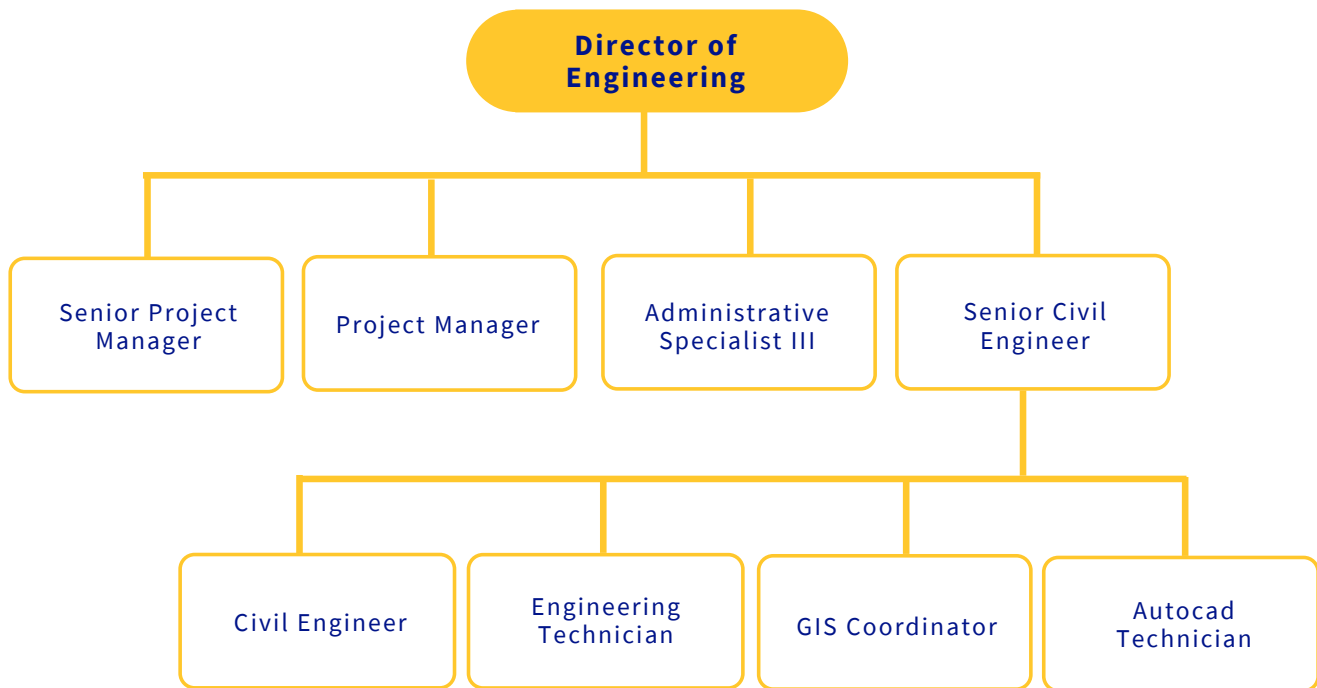 Director of
Engineering
Senior Project
Manager
Project Manager
Administrative
Specialist III
Senior Civil
Engineer
Civil Engineer
Engineering
Technician
GIS Coordinator
Autocad
Technician